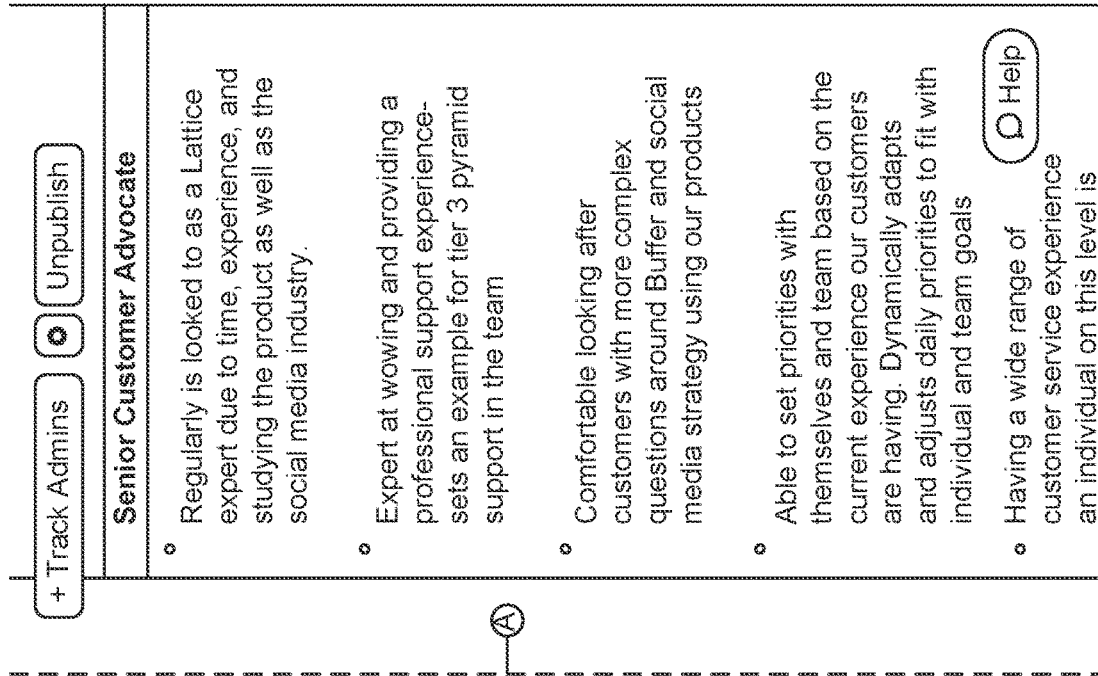 + Track Admins
Unpublish
Senior Customer Advocate
Regularly is looked to as a Lattice
expert due to time, experience, and
studying the product as well as the
social media industry.
Expert at wowing and providing a
professional support experience-
sets an example for tier 3 pyramid
support in the team
Comfortable looking after
customers with more complex
questions around Buffer and social
media strategy using our products
Able to set priorities with
themselves and team based on the
current experience our customers
are having. Dynamically adapts
and adjusts daily priorities to fit with
individual and team goals
Having a wide range of
customer service experience
an individual on this level is
Help
A